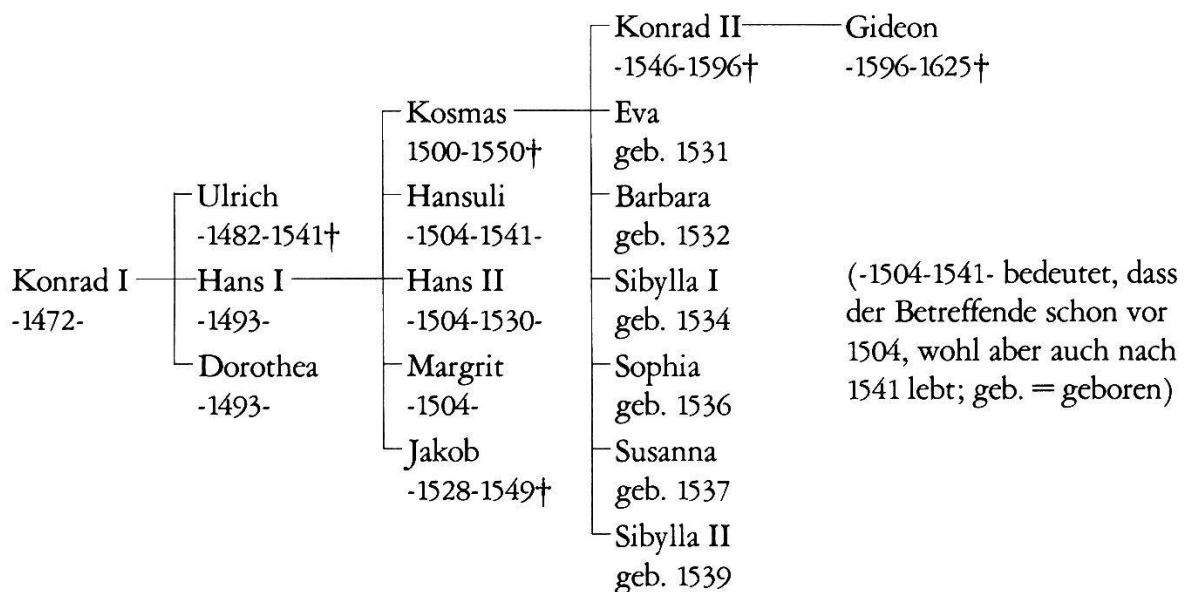 Konrad II Gideon
-1546-1596† -1596-1625†
Kosmas Eva
1500-1550† geb. 1531
Ulrich Hansuli Barbara
-1482-1541† -1504-1541- geb. 1532
Konrad I Hans I Hans II Sibylla I
-1472- -1493- -1504-1530- geb. 1534
Dorothea Margrit Sophia
-1493- -1504- geb. 1536
Jakob Susanna
-1528-1549† geb. 1537
Sibylla II
geb. 1539
(-1504-1541- bedeutet, dass
der Betreffende schon vor
1504, wohl aber auch nach
1541 lebt; geb. = geboren)